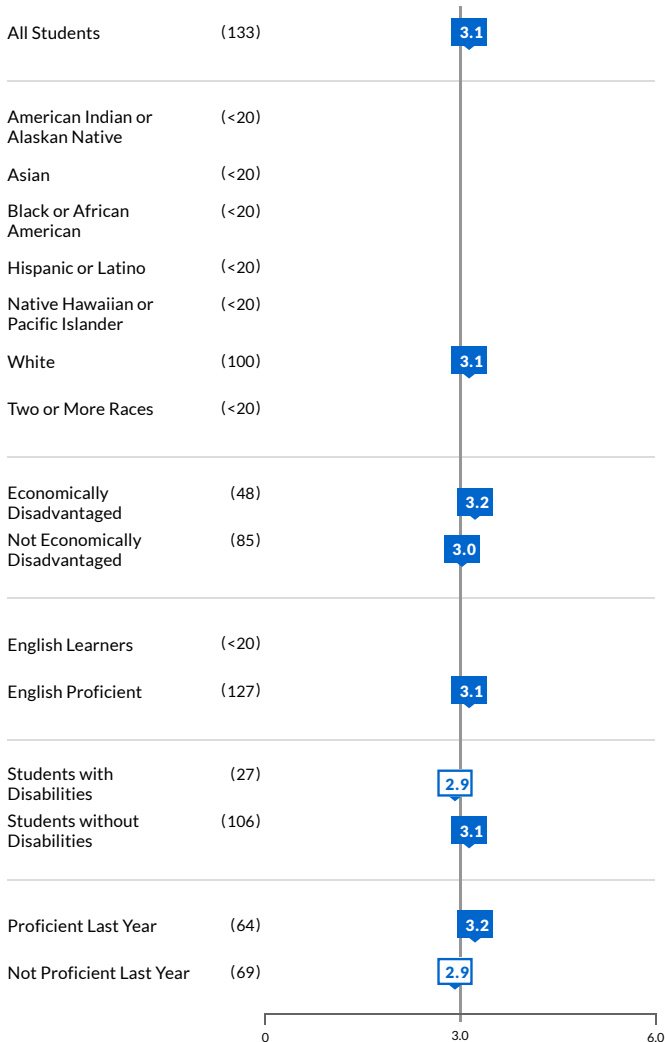 All Students (133) 3.1
American Indian or (<20)
Alaskan Native
Asian (<20)
Black or African (<20)
American
Hispanic or Latino (<20)
Native Hawaiian or (<20)
Pacific Islander
White (100) 3.1
Two or More Races (<20)
Economically (48) 3.2
Disadvantaged
Not Economically (85) 3.0
Disadvantaged
English Learners (<20)
English Proficient (127) 3.1
Students with (27) 2.9
Disabilities
Students without (106) 3.1
Disabilities
Proficient Last Year (64) 3.2
Not Proficient Last Year (69) 2.9
0 3.0 6.0